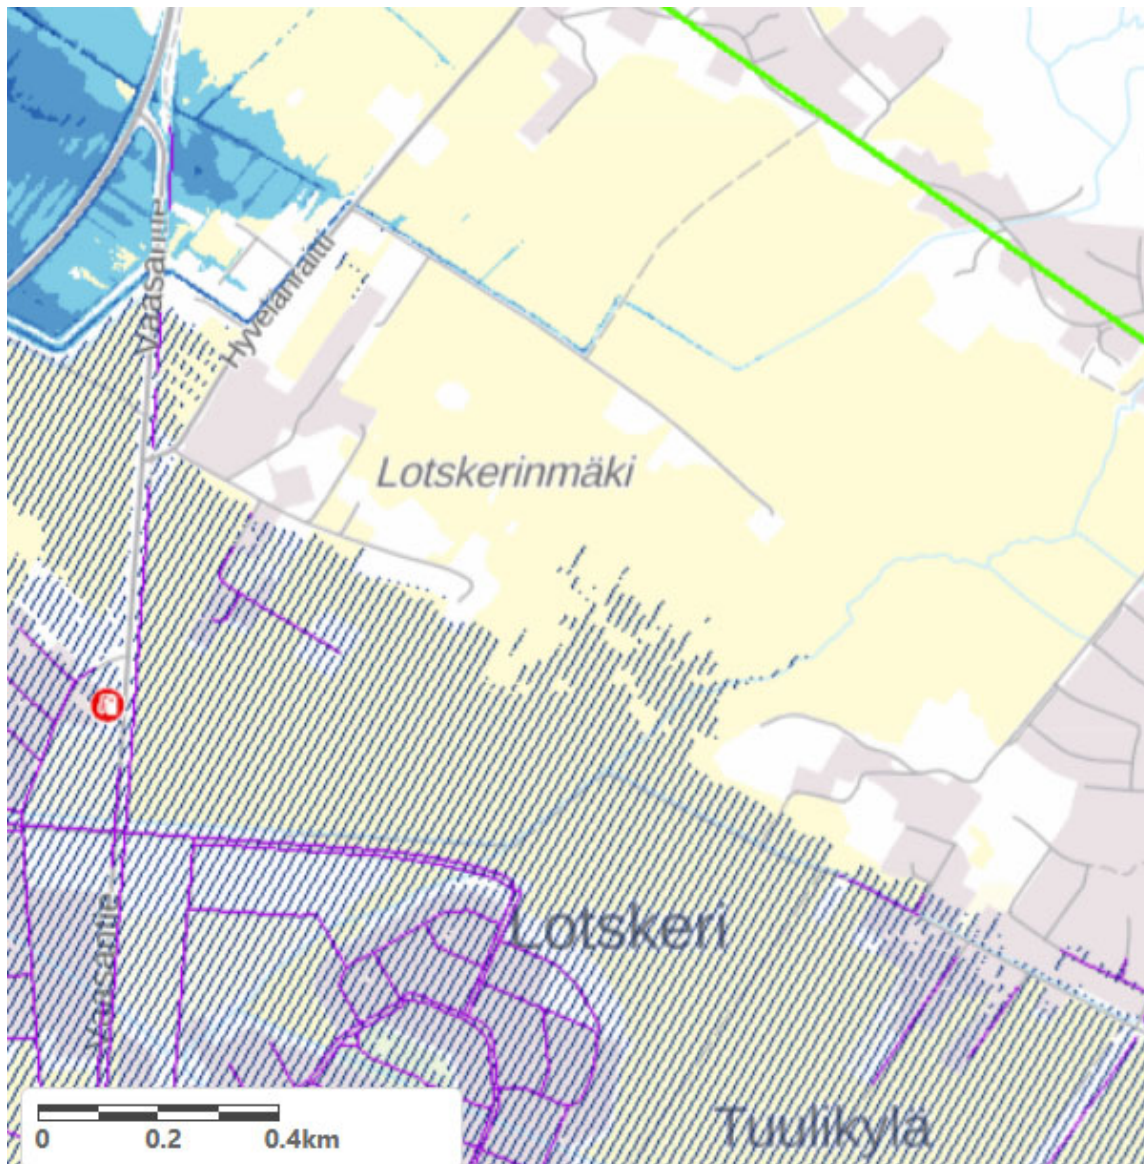 Vaasantie
Hyvelänraitti
Lotskerinmäki
Lotskeri
Vaasantie
Tuulikylä
0 0.2 0.4km